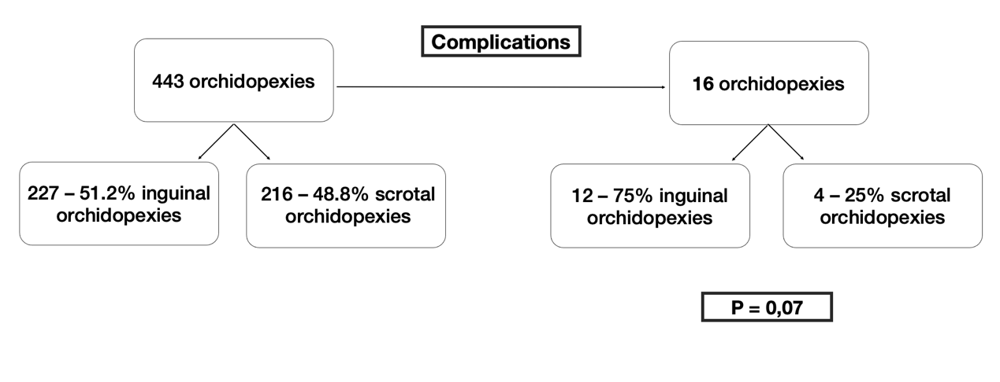 Complications
443 orchidopexies
16 orchidopexies
227 – 51.2% inguinal
orchidopexies
216 – 48.8% scrotal
orchidopexies
12 – 75% inguinal
orchidopexies
4 – 25% scrotal
orchidopexies
P = 0,07